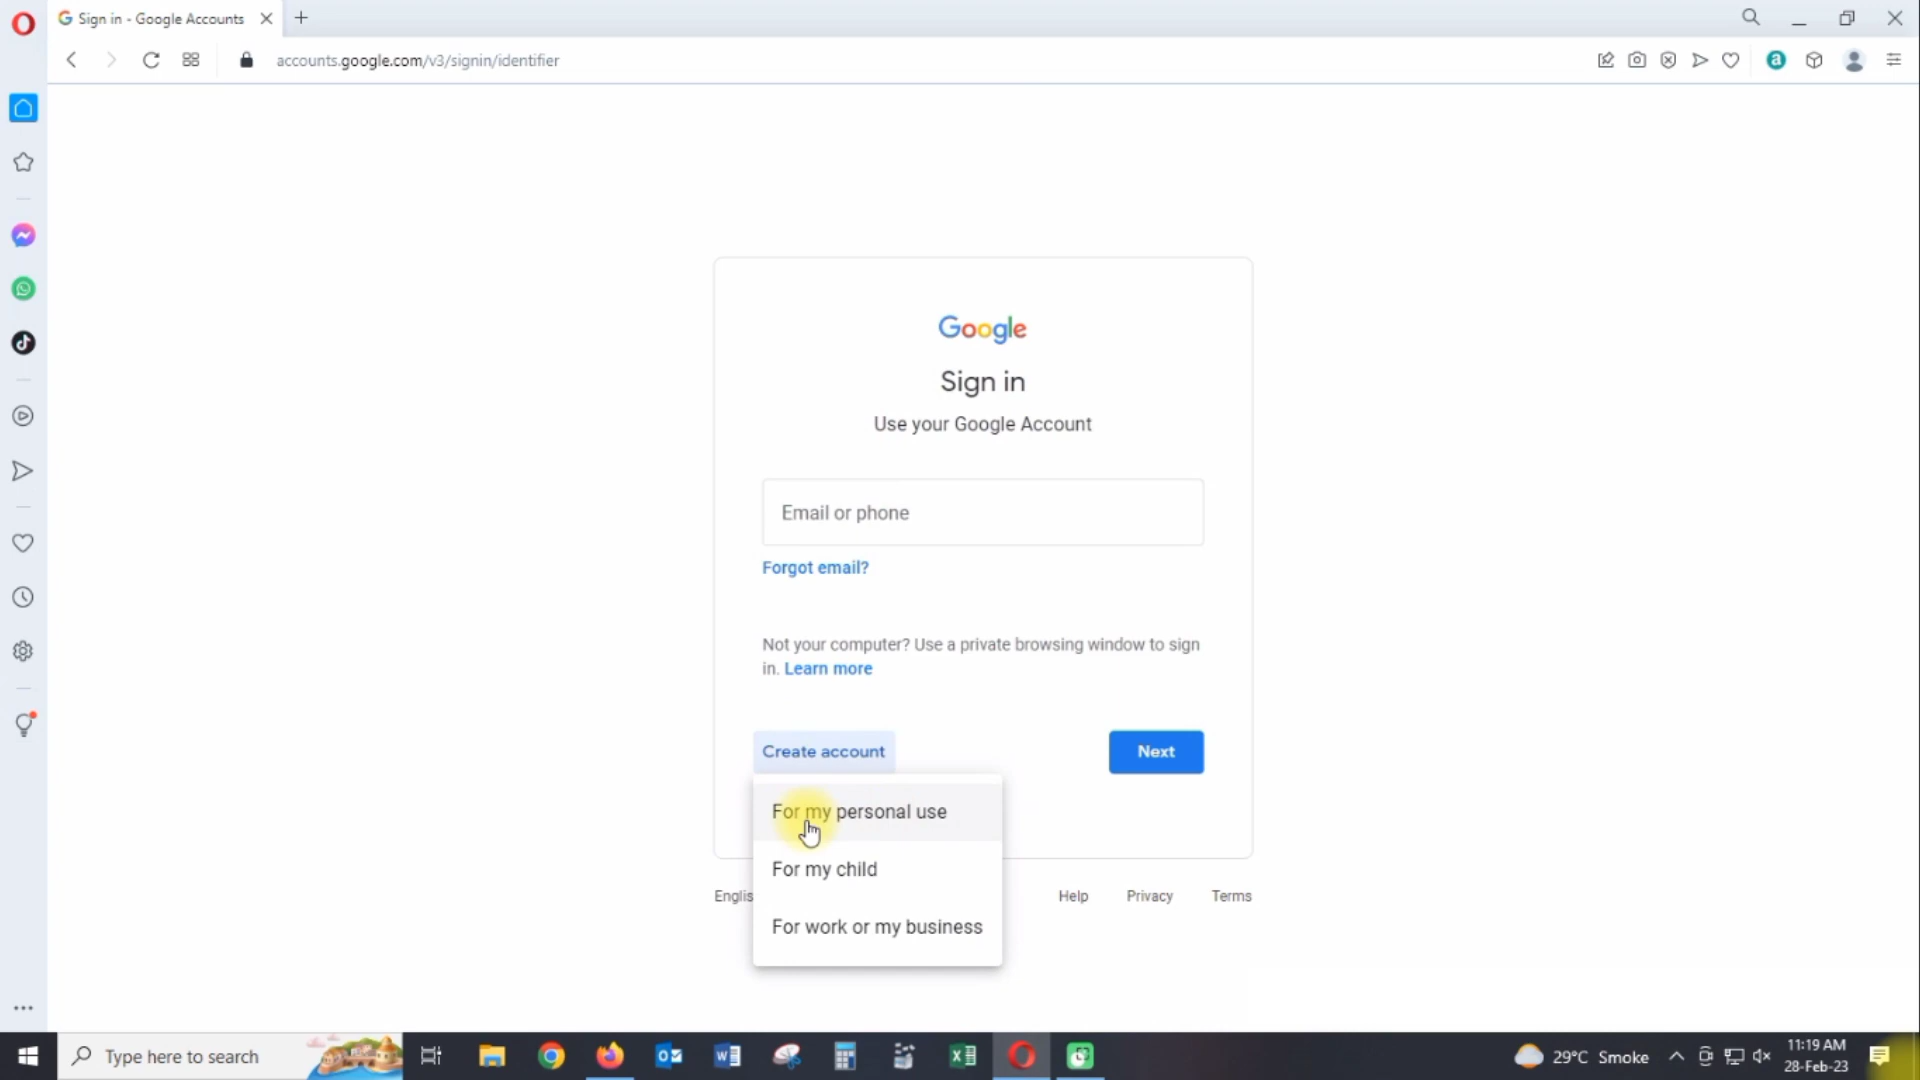 Sign in - Google Accounts
accounts.google.com/v3/signin/identifier
Google
Sign in
Use your Google Account
Email or phone
Forgot email?
Not your computer? Use a private browsing window to sign
in. Learn more
Create account
Next
For my personal use
For my child
Englis
Help
Privacy
Terms
For work or my business
Type here to search
29°C Smoke
11:19 AM
28-Feb-23